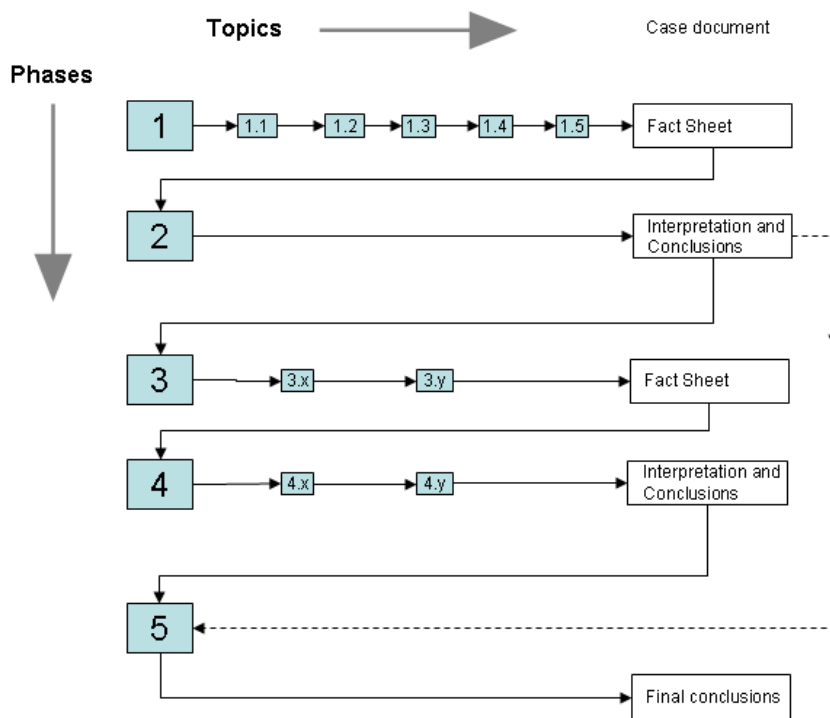 Topics
Case document
Phases
1
1.1
1.2
1.3
1.4
1.5
Fact Sheet
2
Interpretation and
Conclusions
3
3.x
3.y
Fact Sheet
4
4.x
4.y
Interpretation and
Conclusions
5
Final conclusions